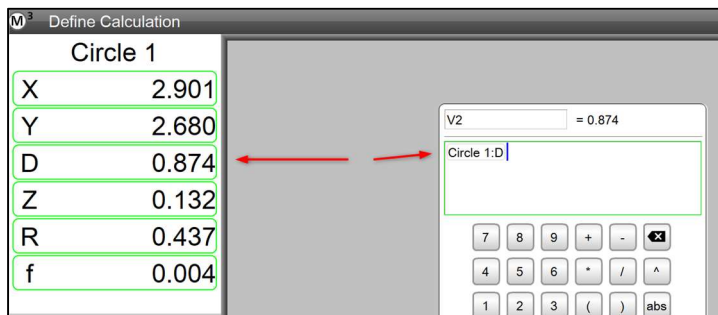 M³ Define Calculation
Circle 1
X 2.901
Y 2.680
D 0.874
Z 0.132
R 0.437
f 0.004
V2 = 0.874
Circle 1:D
7 8 9 + -
4 5 6 * / ^
1 2 3 ( ) abs